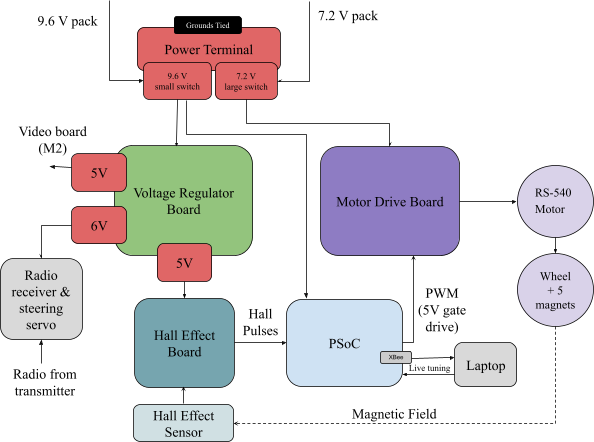 9.6 V pack
7.2 V pack
Grounds Tied
Power Terminal
9.6 V
small switch
7.2 V
large switch
Video board
(M2)
5V
Voltage Regulator
Board
6V
5V
Motor Drive Board
RS-540
Motor
Radio
receiver &
steering
servo
Wheel
+ 5
magnets
Hall Effect
Board
Hall
Pulses
PSoC
PWM
(5V gate
drive)
XBee
Live tuning
Laptop
Radio from
transmitter
Hall Effect
Sensor
Magnetic Field